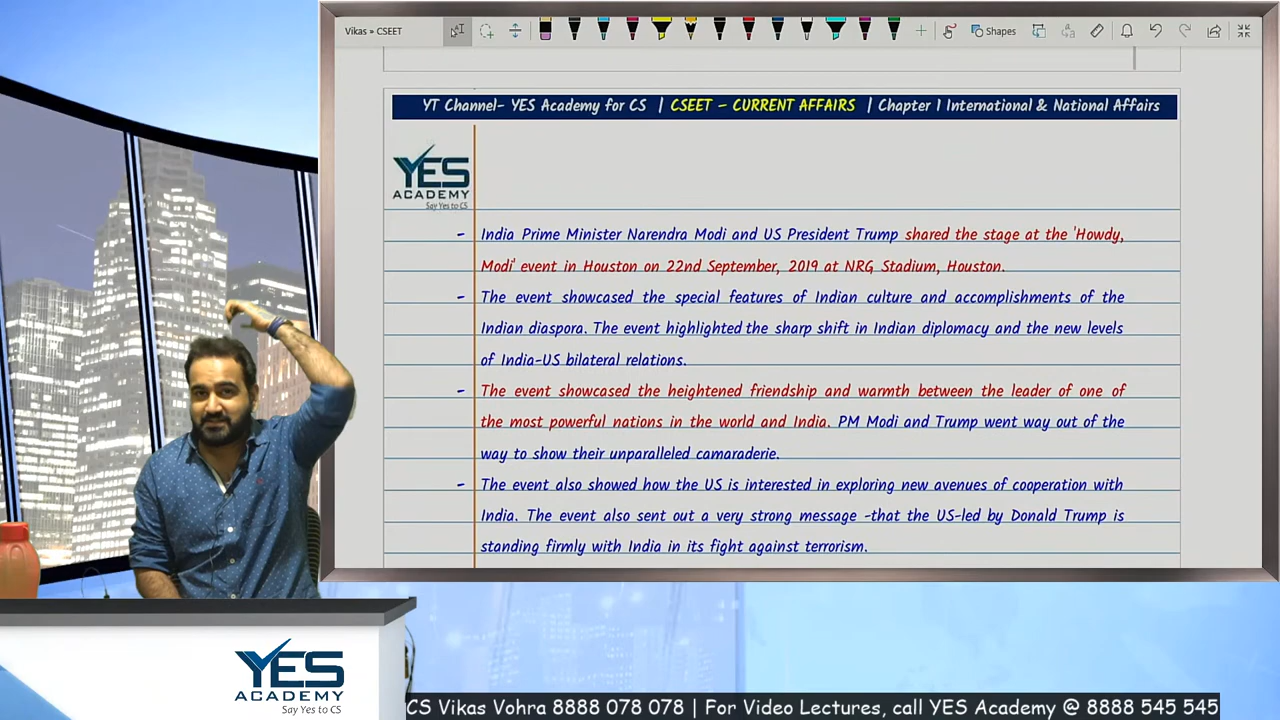 Vikas » CSEET
Shapes
YT Channel- YES Academy for CS | CSEET – CURRENT AFFAIRS | Chapter 1 International & National Affairs
YES
ACADEMY
Say Yes to CS
- India Prime Minister Narendra Modi and US President Trump shared the stage at the 'Howdy,
Modi' event in Houston on 22nd September, 2019 at NRG Stadium, Houston.
- The event showcased the special features of Indian culture and accomplishments of the
Indian diaspora. The event highlighted the sharp shift in Indian diplomacy and the new levels
of India-US bilateral relations.
- The event showcased the heightened friendship and warmth between the leader of one of
the most powerful nations in the world and India. PM Modi and Trump went way out of the
way to show their unparalleled camaraderie.
- The event also showed how the US is interested in exploring new avenues of cooperation with
India. The event also sent out a very strong message -that the US-led by Donald Trump is
standing firmly with India in its fight against terrorism.
YES
ACADEMY
Say Yes to CS
CS Vikas Vohra 8888 078 078 | For Video Lectures, call YES Academy @ 8888 545 545